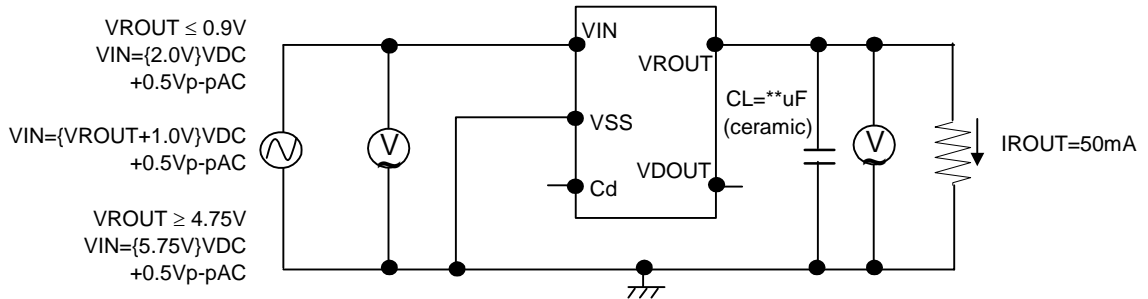 VROUT ≤ 0.9V
VIN={2.0V}VDC
+0.5Vp-pAC
VIN={VROUT+1.0V}VDC
+0.5Vp-pAC
VROUT ≥ 4.75V
VIN={5.75V}VDC
+0.5Vp-pAC
V
VIN
VSS
Cd
VROUT
VDOUT
CL=**uF
(ceramic)
V
IROUT=50mA